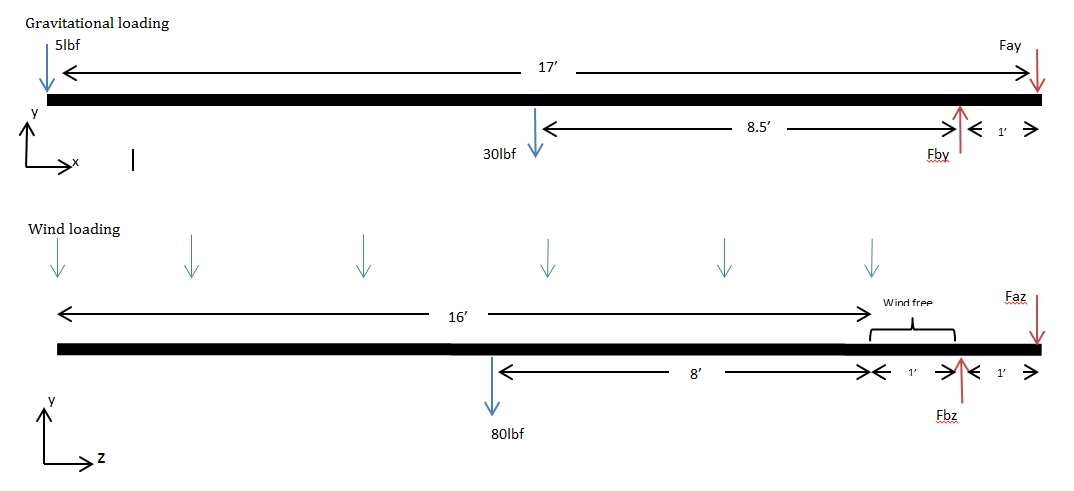 Gravitational loading
5lbf
Fay
17’
y
8.5’
1’
x
30lbf
Fby
Wind loading
Wind free
Faz
16’
8’
1’
1’
y
Fbz
80lbf
z